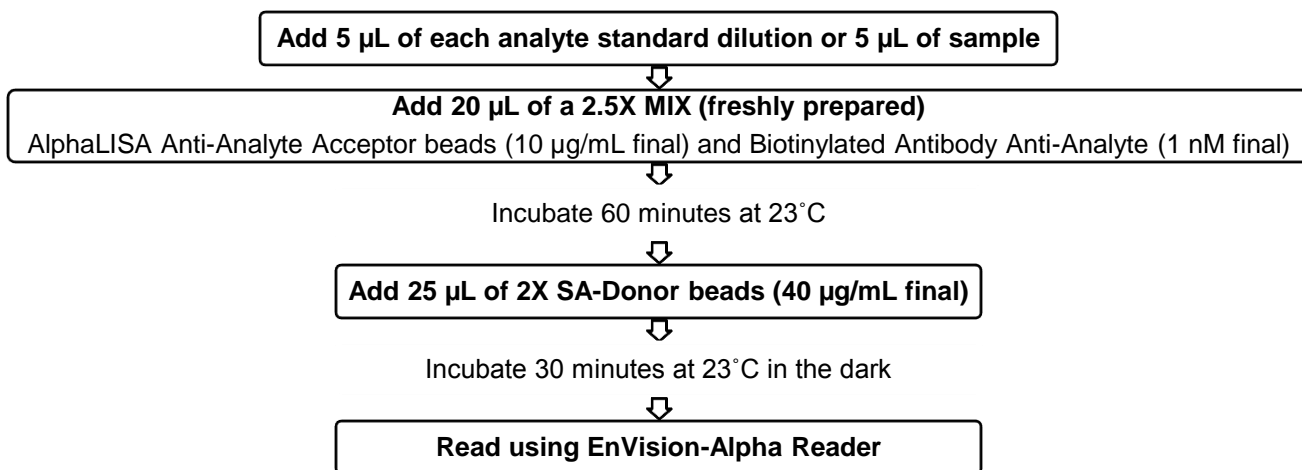 Add 5 µL of each analyte standard dilution or 5 µL of sample
Add 20 µL of a 2.5X MIX (freshly prepared)
AlphaLISA Anti-Analyte Acceptor beads (10 µg/mL final) and Biotinylated Antibody Anti-Analyte (1 nM final)
Incubate 60 minutes at 23˚C
Add 25 µL of 2X SA-Donor beads (40 µg/mL final)
Incubate 30 minutes at 23˚C in the dark
Read using EnVision-Alpha Reader